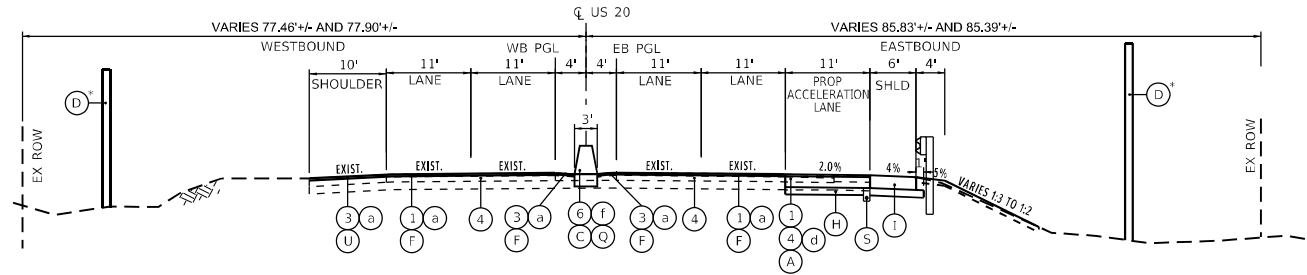 ℄ US 20
VARIES 77.46'+/- AND 77.90'+/-
VARIES 85.83'+/- AND 85.39'+/-
WESTBOUND
EASTBOUND
WB PGL
EB PGL
10'
SHOULDER
11'
LANE
11'
LANE
4'
4'
11'
LANE
11'
LANE
11'
PROP
ACCELERATION
LANE
6'
SHLD
4'
3'
D*
D*
EX ROW
EX ROW
1'
EXIST.
EXIST.
EXIST.
EXIST.
EXIST.
2.0%
4%
5%
VARIES 1:3 TO 1:2
3 a
U
1 a
F
4
3 a
F
6 f
C Q
3 a
F
4
1 a
F
1
4 d
A
H
S
I